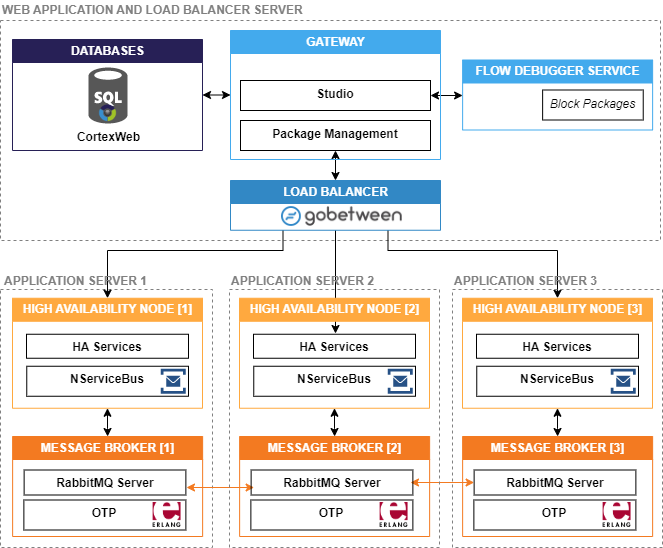 WEB APPLICATION AND LOAD BALANCER SERVER
DATABASES
SQL
CortexWeb
GATEWAY
Studio
Package Management
FLOW DEBUGGER SERVICE
Block Packages
LOAD BALANCER
gobetween
APPLICATION SERVER 1
HIGH AVAILABILITY NODE [1]
HA Services
NServiceBus
MESSAGE BROKER [1]
RabbitMQ Server
OTP
ERLANG
APPLICATION SERVER 2
HIGH AVAILABILITY NODE [2]
HA Services
NServiceBus
MESSAGE BROKER [2]
RabbitMQ Server
OTP
ERLANG
APPLICATION SERVER 3
HIGH AVAILABILITY NODE [3]
HA Services
NServiceBus
MESSAGE BROKER [3]
RabbitMQ Server
OTP
ERLANG